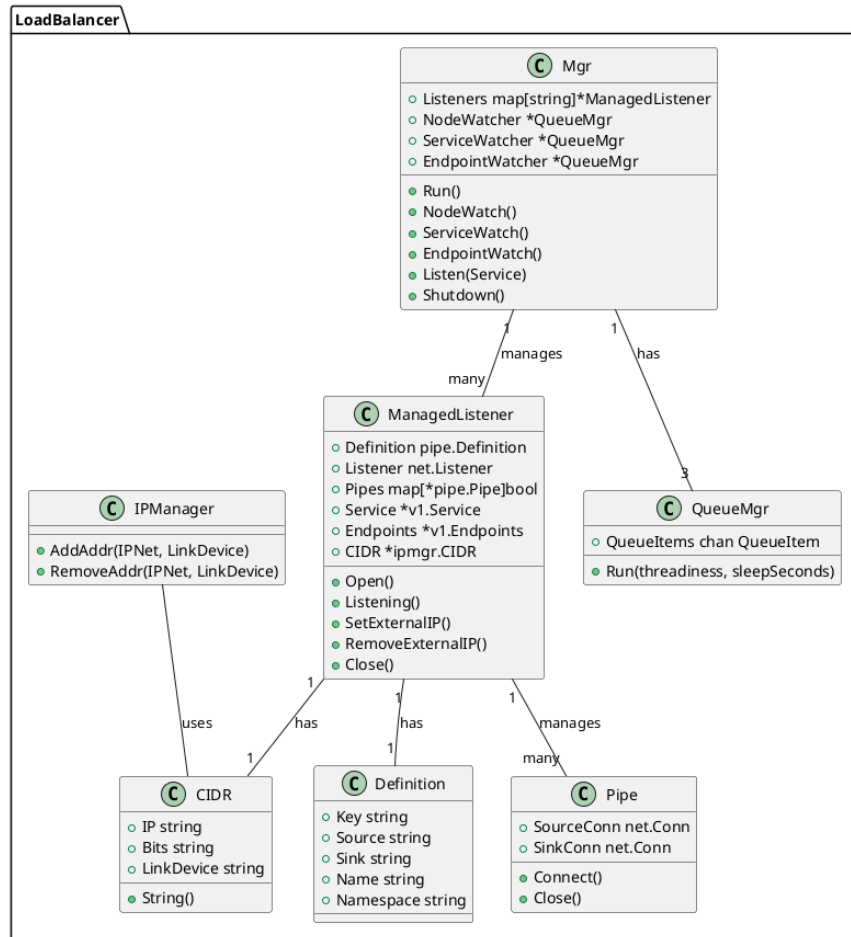 LoadBalancer
C Mgr
Listeners map[string]*ManagedListener
NodeWatcher *QueueMgr
ServiceWatcher *QueueMgr
EndpointWatcher *QueueMgr
Run()
NodeWatch()
ServiceWatch()
EndpointWatch()
Listen(Service)
Shutdown()
1
manages
many
1
has
3
C ManagedListener
Definition pipe.Definition
Listener net.Listener
Pipes map[*pipe.Pipe]bool
Service *v1.Service
Endpoints *v1.Endpoints
CIDR *ipmgr.CIDR
Open()
Listening()
SetExternalIP()
RemoveExternalIP()
Close()
C IPManager
AddAddr(IPNet, LinkDevice)
RemoveAddr(IPNet, LinkDevice)
C QueueMgr
QueueItems chan QueueItem
Run(threadiness, sleepSeconds)
uses
1
has
1
1
has
1
1
manages
many
C CIDR
IP string
Bits string
LinkDevice string
String()
C Definition
Key string
Source string
Sink string
Name string
Namespace string
C Pipe
SourceConn net.Conn
SinkConn net.Conn
Connect()
Close()